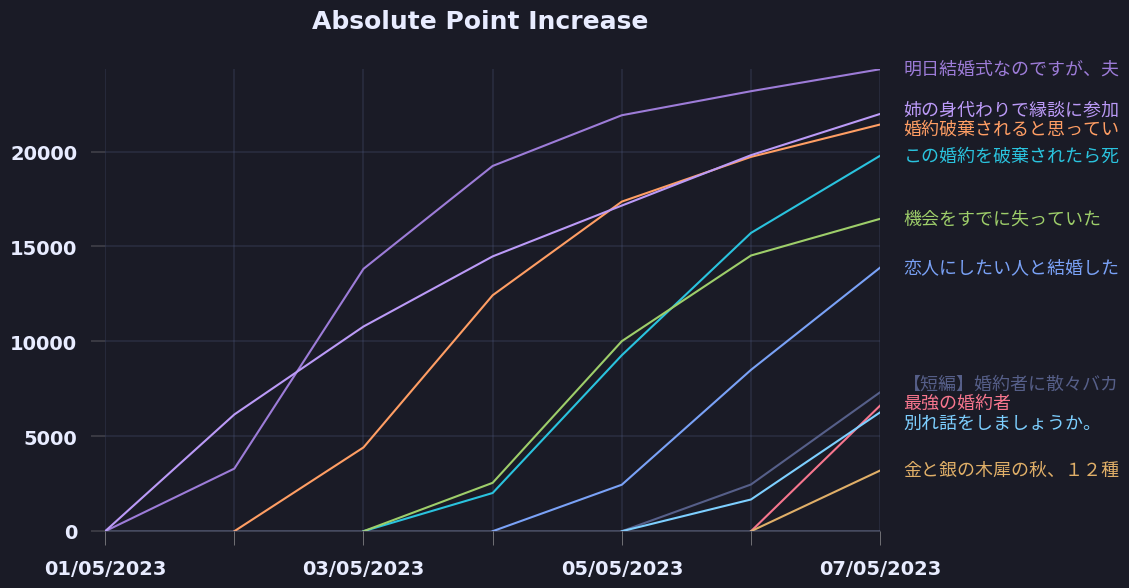 Absolute Point Increase
明日結婚式なのですが、夫
姉の身代わりで縁談に参加
婚約破棄されると思ってい
20000
この婚約を破棄されたら死
機会をすでに失っていた
15000
恋人にしたい人と結婚した
10000
【短編】婚約者に散々バカ
最強の婚約者
別れ話をしましょうか。
5000
金と銀の木犀の秋、１２種
0
01/05/2023
03/05/2023
05/05/2023
07/05/2023